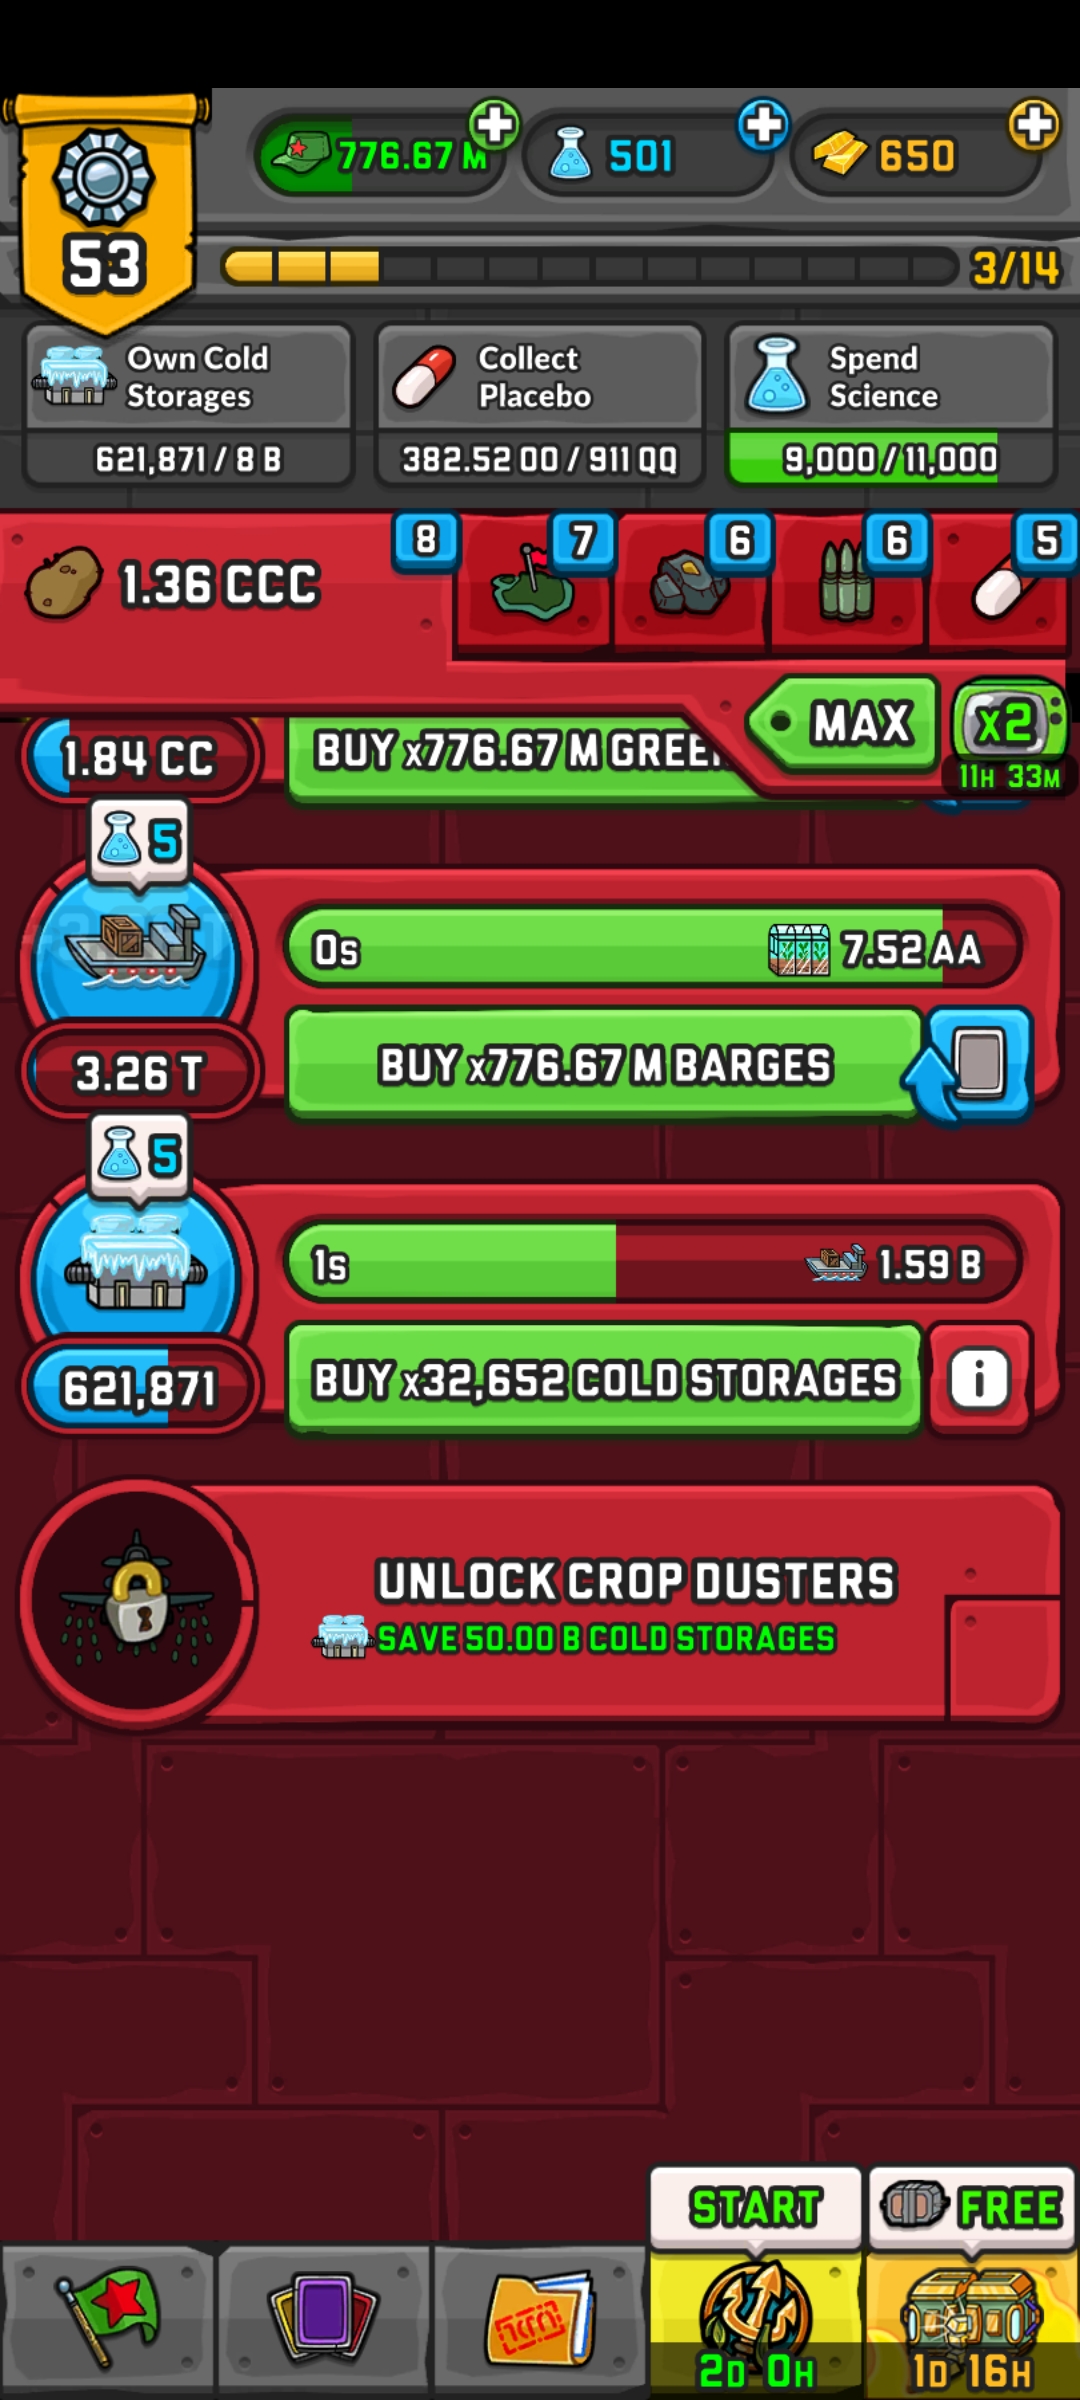 776.67 M
501
650
53
3/14
Own Cold
Storages
621,871 / 8 B
Collect
Placebo
382.52 OO / 911 QQ
Spend
Science
9,000 / 11,000
1.36 CCC
8
7
6
6
5
MAX
x2
11H 33M
1.84 CC
BUY x776.67 M
5
0s
7.52 AA
3.26 T
BUY x776.67 M BARGES
5
1s
1.59 B
621,871
BUY x32,652 COLD STORAGES
i
UNLOCK CROP DUSTERS
SAVE 50.00 B COLD STORAGES
START
FREE
2D 0H
1D 16H